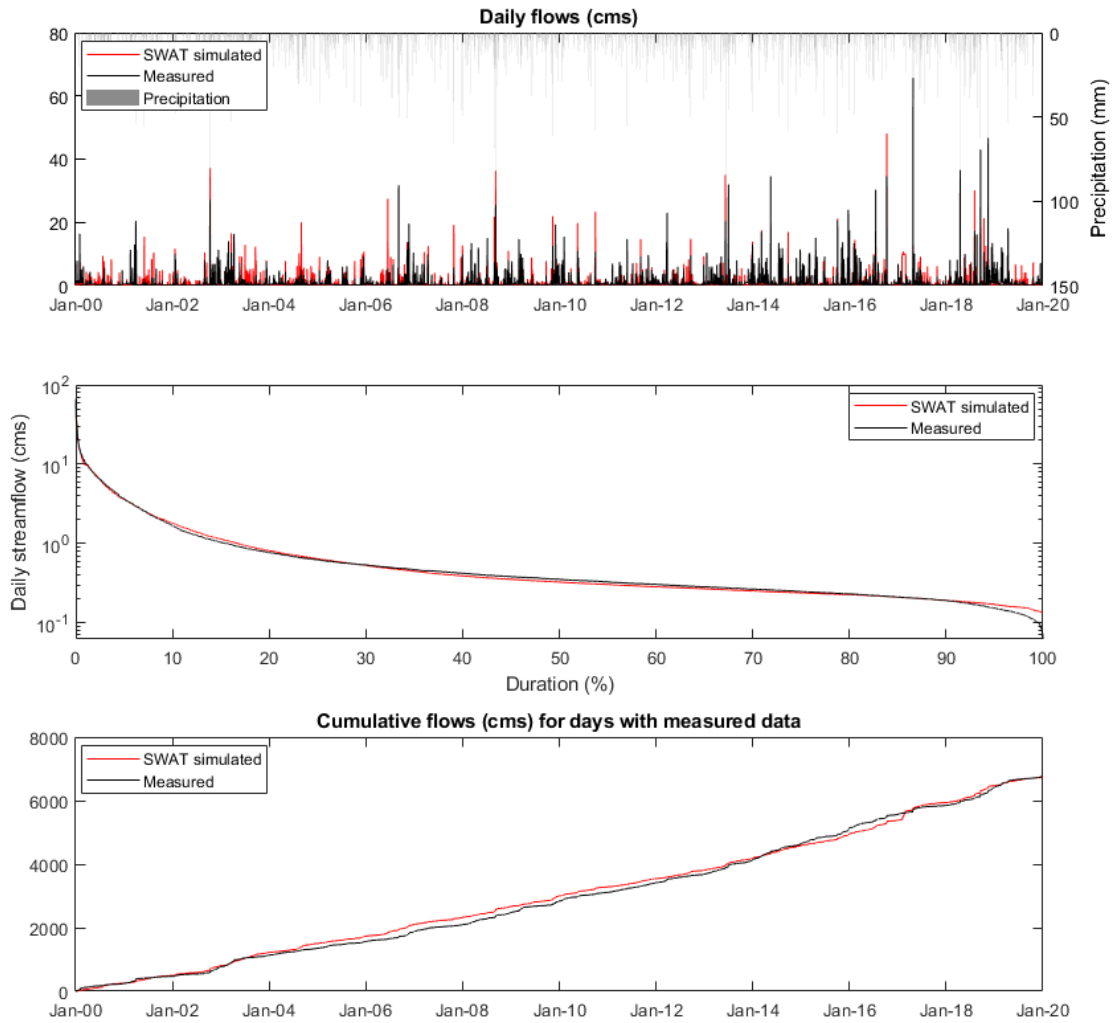 Daily flows (cms)
80
60
40
20
0
SWAT simulated
Measured
Precipitation
0
50
100
150
Precipitation (mm)
Jan-00
Jan-02
Jan-04
Jan-06
Jan-08
Jan-10
Jan-12
Jan-14
Jan-16
Jan-18
Jan-20
Daily streamflow (cms)
10^2
10^1
10^0
10^-1
SWAT simulated
Measured
0
10
20
30
40
50
60
70
80
90
100
Duration (%)
Cumulative flows (cms) for days with measured data
8000
6000
4000
2000
0
SWAT simulated
Measured
Jan-00
Jan-02
Jan-04
Jan-06
Jan-08
Jan-10
Jan-12
Jan-14
Jan-16
Jan-18
Jan-20